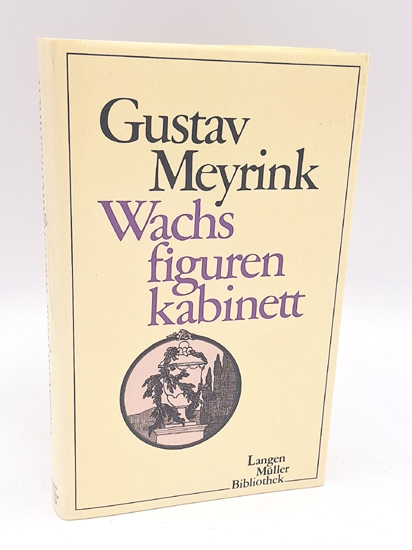 Gustav
Meyrink
Wachs
figuren
kabinett
Langen
Müller
Bibliothek